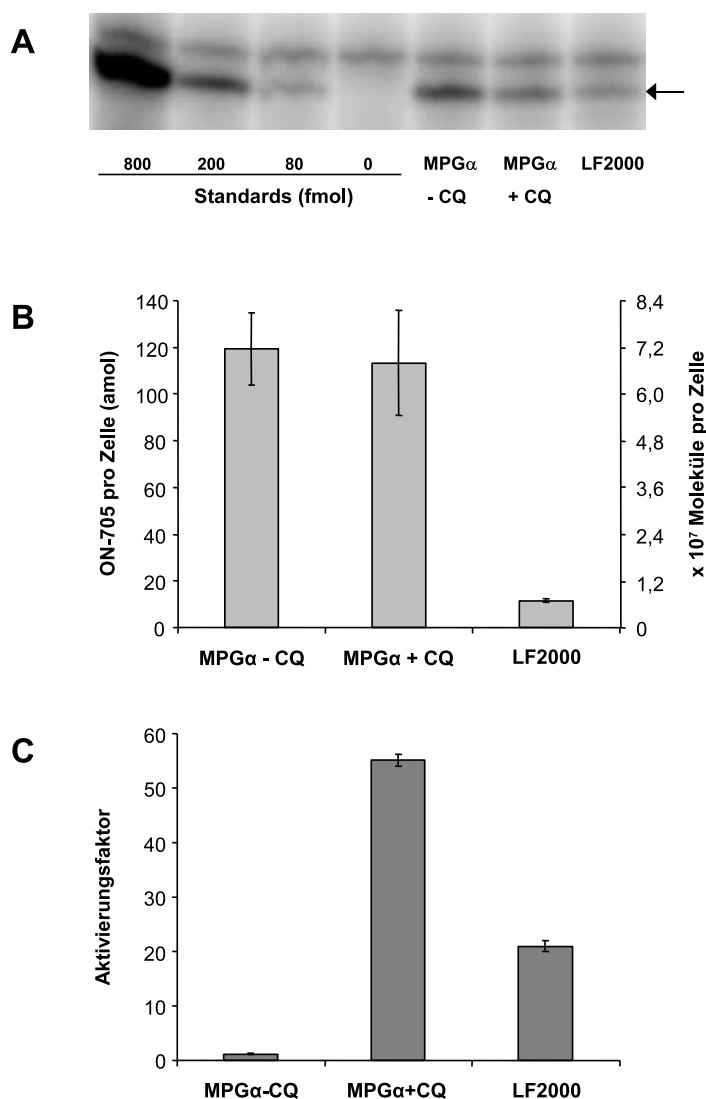 A
800 200 80 0 MPGα MPGα LF2000
Standards (fmol) - CQ + CQ
B
ON-705 pro Zelle (amol)
140
120
100
80
60
40
20
0
8,4
7,2
6,0
4,8
3,6
2,4
1,2
0
x 10⁷ Moleküle pro Zelle
MPGα - CQ MPGα + CQ LF2000
C
Aktivierungsfaktor
60
50
40
30
20
10
0
MPGα-CQ MPGα+CQ LF2000